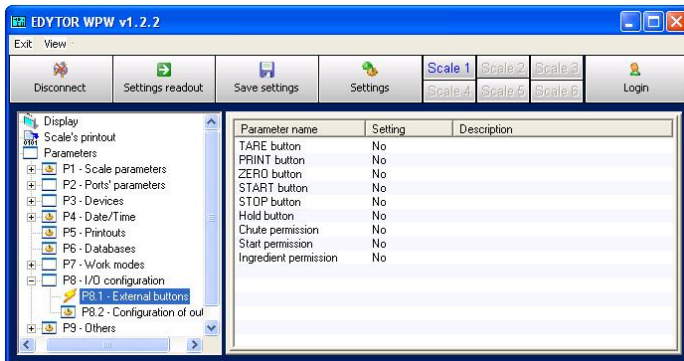 EDYTOR WPW v1.2.2
Exit View
Disconnect
Settings readout
Save settings
Settings
Scale 1 Scale 2 Scale 3
Scale 4 Scale 5 Scale 6
Login
Display
Scale's printout
Parameters
P1 - Scale parameters
P2 - Ports' parameters
P3 - Devices
P4 - Date/Time
P5 - Printouts
P6 - Databases
P7 - Work modes
P8 - I/O configuration
P8.1 - External buttons
P8.2 - Configuration of out
P9 - Others
Parameter name Setting Description
TARE button No
PRINT button No
ZERO button No
START button No
STOP button No
Hold button No
Chute permission No
Start permission No
Ingredient permission No